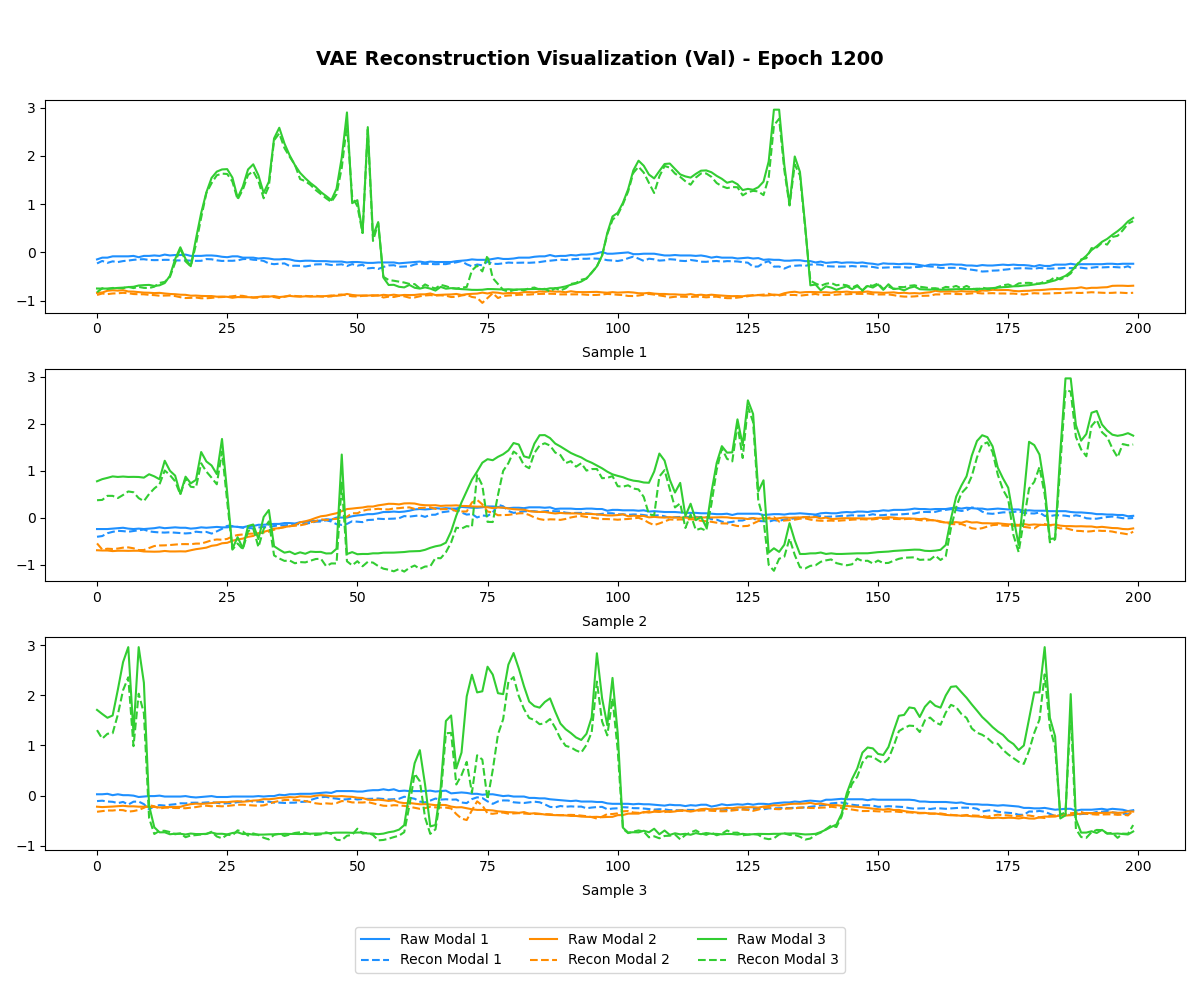 VAE Reconstruction Visualization (Val) - Epoch 1200
3
2
1
0
−1
0 25 50 75 100 125 150 175 200
Sample 1
3
2
1
0
−1
0 25 50 75 100 125 150 175 200
Sample 2
3
2
1
0
−1
0 25 50 75 100 125 150 175 200
Sample 3
Raw Modal 1 Raw Modal 2 Raw Modal 3
Recon Modal 1 Recon Modal 2 Recon Modal 3